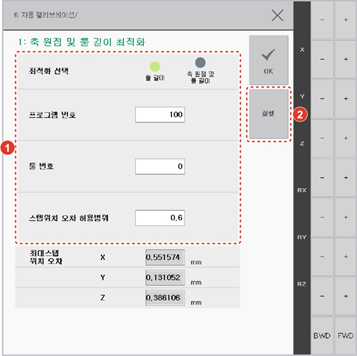 6: 자동 캘러브레이션/
1: 축 원점 및 툴 길이 최적화
최적화 선택
툴 길이
축 원점 및
툴 길이
OK
프로그램 번호
100
실행
2
1
툴 번호
0
스텝위치 오차 허용범위
0.6
최대스텝
위치 오차
X
0.551574
mm
Y
0.131052
mm
Z
0.386106
mm
X
- +
Y
- +
Z
- +
RX
- +
RY
- +
RZ
- +
BWD FWD